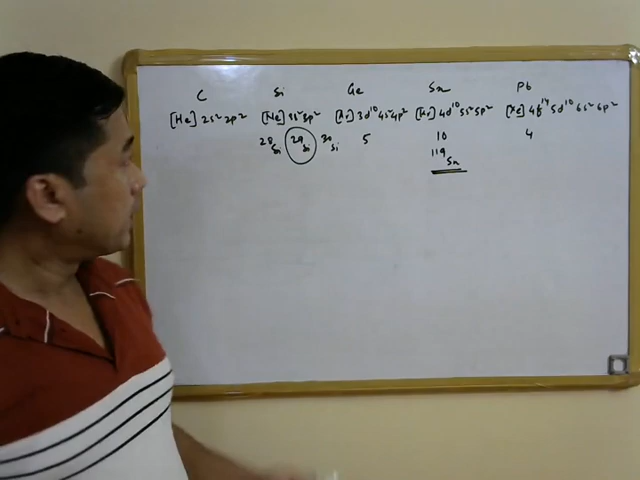 C Si Ge Sn Pb
[He] 2s² 2p² [Ne] 3s² 3p² [Ar] 3d¹⁰ 4s² 4p² [Kr] 4d¹⁰ 5s² 5p² [Xe] 4f¹⁴ 5d¹⁰ 6s² 6p²
²⁸Si ²⁹Si ³⁰Si 5 10 4
¹¹⁹Sn